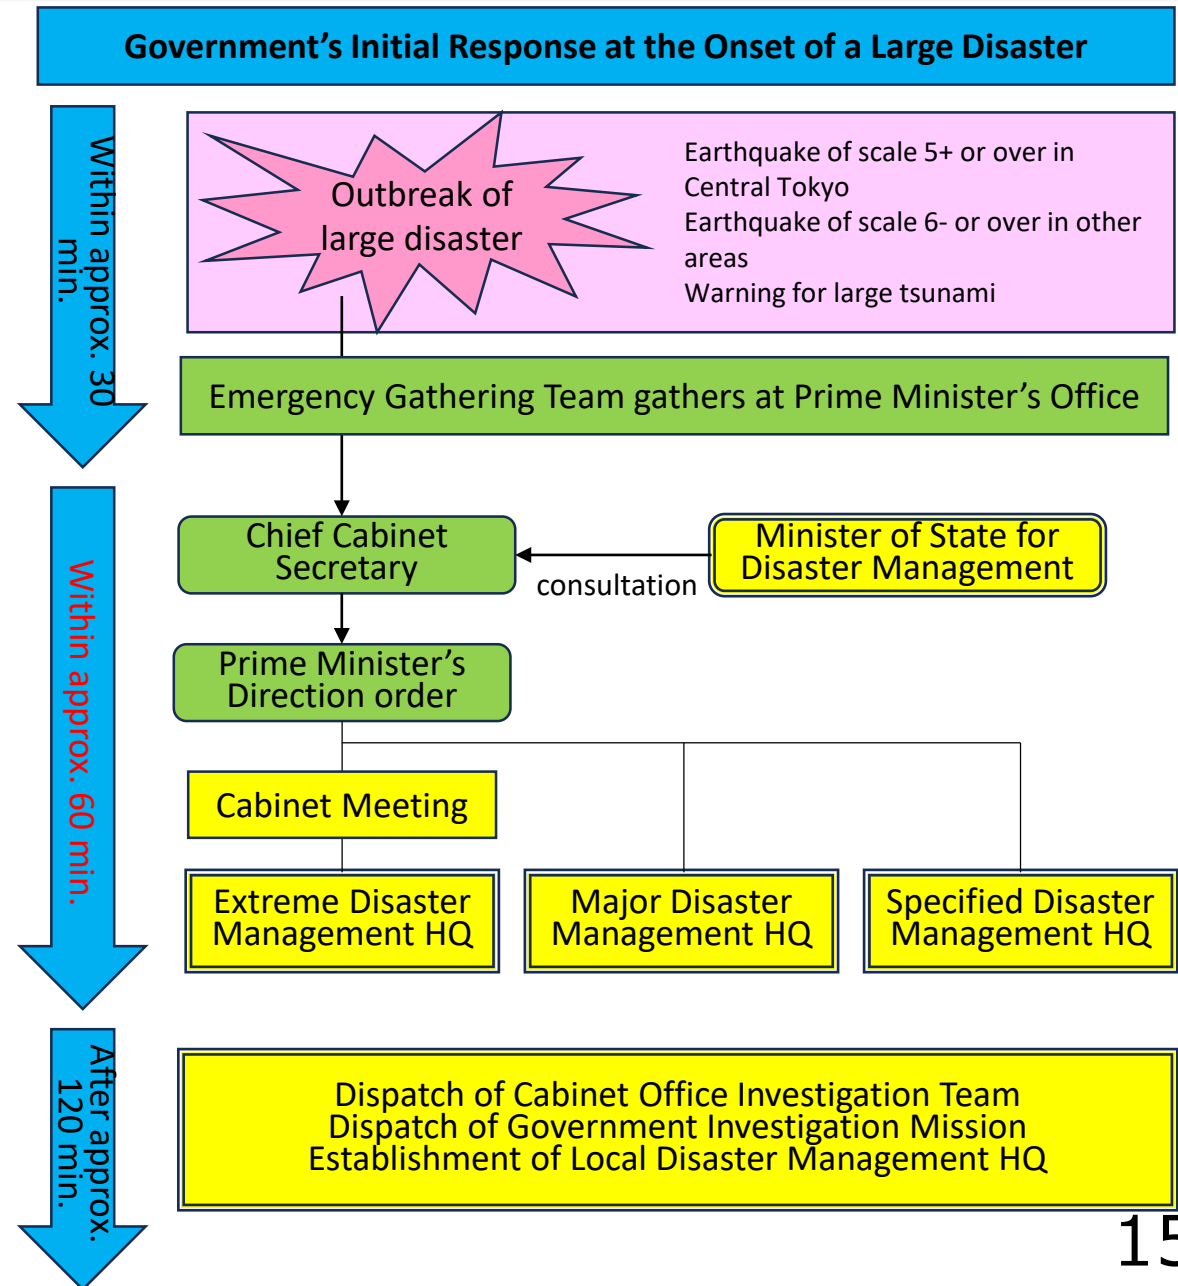 Government’s Initial Response at the Onset of a Large Disaster
Within approx. 30
min.
Outbreak of
large disaster
Earthquake of scale 5+ or over in
Central Tokyo
Earthquake of scale 6- or over in other
areas
Warning for large tsunami
Emergency Gathering Team gathers at Prime Minister’s Office
Within approx. 60 min.
Chief Cabinet
Secretary
consultation
Minister of State for
Disaster Management
Prime Minister’s
Direction order
Cabinet Meeting
Extreme Disaster
Management HQ
Major Disaster
Management HQ
Specified Disaster
Management HQ
After approx.
120 min.
Dispatch of Cabinet Office Investigation Team
Dispatch of Government Investigation Mission
Establishment of Local Disaster Management HQ
15